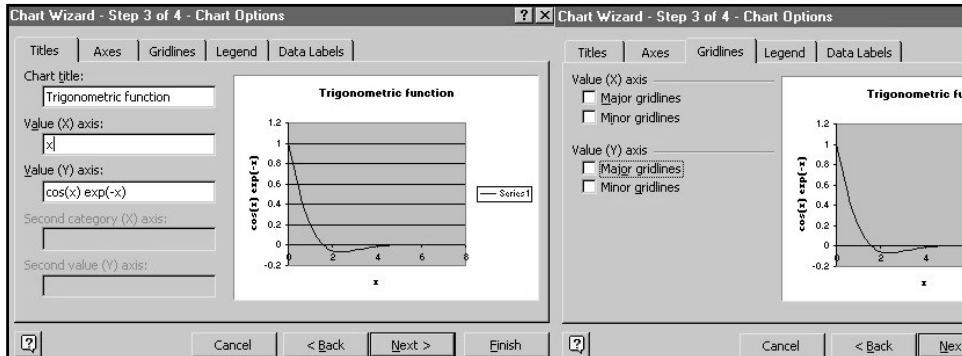 Chart Wizard - Step 3 of 4 - Chart Options
Titles Axes Gridlines Legend Data Labels
Chart title:
Trigonometric function
Value (X) axis:
x
Value (Y) axis:
cos(x) exp(-x)
Second category (X) axis:
Second value (Y) axis:
Trigonometric function
1.2
1
0.8
0.6
0.4
0.2
0
-0.2
0 2 4 6 8
cos(x) exp(-x)
x
Series1
Cancel < Back Next > Finish
Chart Wizard - Step 3 of 4 - Chart Options
Titles Axes Gridlines Legend Data Labels
Value (X) axis
Major gridlines
Minor gridlines
Value (Y) axis
Major gridlines
Minor gridlines
Trigonometric fu
1.2
1
0.8
0.6
0.4
0.2
0
-0.2
0 2 4
cos(x) exp(-x)
x
Cancel < Back Nex